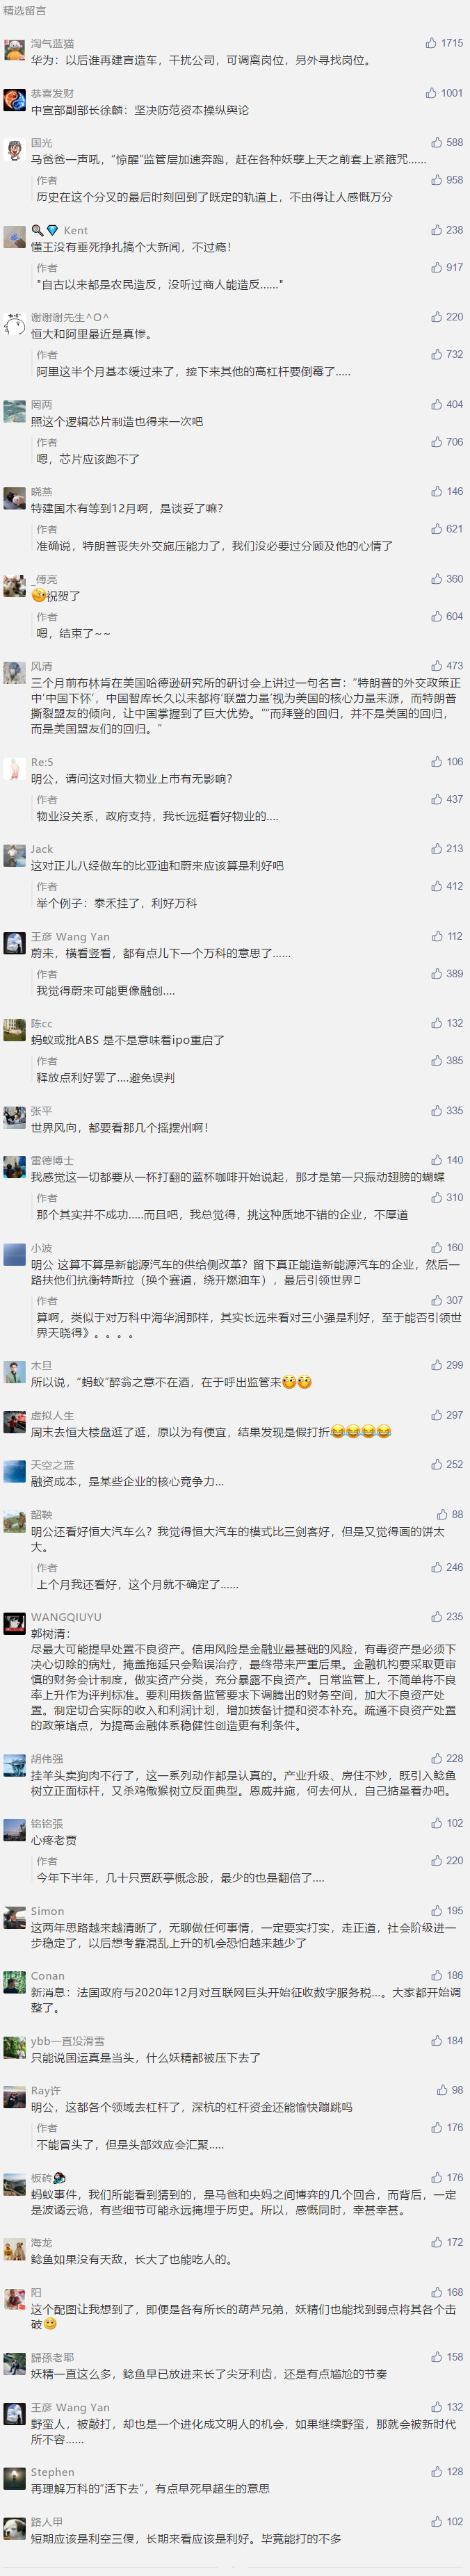 精选留言
淘气蓝猫
1715
华为：以后谁再建言造车，干扰公司，可调离岗位，另外寻找岗位。
恭喜发财
1001
中宣部副部长徐麟：坚决防范资本操纵舆论
国光
588
马爸爸一声吼，“惊醒”监管层加速奔跑，赶在各种妖孽上天之前套上紧箍咒……
作者
958
历史在这个分叉的最后时刻回到了既定的轨道上，不由得让人感慨万分
Kent
238
懂王没有垂死挣扎搞个大新闻，不过瘾！
作者
917
"自古以来都是农民造反，没听过商人能造反……"
谢谢谢先生^O^
220
恒大和阿里最近是真惨。
作者
732
阿里这半个月基本缓过来了，接下来其他的高杠杆要倒霉了.....
罔两
404
照这个逻辑芯片制造也得来一次吧
作者
706
嗯，芯片应该跑不了
晓燕
146
特建国木有等到12月啊，是谈妥了嘛？
作者
621
准确说，特朗普丧失外交施压能力了，我们没必要过分顾及他的心情了
_傅亮
360
祝贺了
作者
604
嗯，结束了~~
风清
473
三个月前布林肯在美国哈德逊研究所的研讨会上讲过一句名言：“特朗普的外交政策正
中‘中国下怀’，中国智库长久以来都将‘联盟力量’视为美国的核心力量来源，而特朗普
撕裂盟友的倾向，让中国掌握到了巨大优势。”“而拜登的回归，并不是美国的回归，
而是美国盟友们的回归。”
Re:5
106
明公，请问这对恒大物业上市有无影响？
作者
437
物业没关系，政府支持，我长远挺看好物业的....
Jack
213
这对正儿八经做车的比亚迪和蔚来应该算是利好吧
作者
412
举个例子：泰禾挂了，利好万科
王彦 Wang Yan
112
蔚来，横看竖看，都有点儿下一个万科的意思了……
作者
389
我觉得蔚来可能更像融创....
陈cc
132
蚂蚁或批ABS 是不是意味着ipo重启了
作者
385
释放点利好罢了....避免误判
张平
335
世界风向，都要看那几个摇摆州啊！
雷德博士
140
我感觉这一切都要从一杯打翻的蓝杯咖啡开始说起，那才是第一只振动翅膀的蝴蝶
作者
310
那个其实并不成功.....而且吧，我总觉得，挑这种质地不错的企业，不厚道
小波
160
明公 这算不算是新能源汽车的供给侧改革？留下真正能造新能源汽车的企业，然后一
路扶他们抗衡特斯拉（换个赛道，绕开燃油车），最后引领世界
作者
307
算啊，类似于对万科中海华润那样，其实长远来看对三小强是利好，至于能否引领世
界天晓得》。。。。
木旦
299
所以说，“蚂蚁”醉翁之意不在酒，在于呼出监管来
虚拟人生
297
周末去恒大楼盘逛了逛，原以为有便宜，结果发现是假打折
天空之蓝
252
融资成本，是某些企业的核心竞争力...
韶鞅
88
明公还看好恒大汽车么？我觉得恒大汽车的模式比三剑客好，但是又觉得画的饼太
大。
作者
246
上个月我还看好，这个月就不确定了……
WANGQIUYU
235
郭树清：
尽最大可能提早处置不良资产。信用风险是金融业最基础的风险，有毒资产是必须下
决心切除的病灶，掩盖拖延只会贻误治疗，最终带来严重后果。金融机构要采取更审
慎的财务会计制度，做实资产分类，充分暴露不良资产。日常监管上，不简单将不良
率上升作为评判标准。要利用拨备监管要求下调腾出的财务空间，加大不良资产处
置。制定切合实际的收入和利润计划，增加拨备计提和资本补充。疏通不良资产处置
的政策堵点，为提高金融体系稳健性创造更有利条件。
胡伟强
228
挂羊头卖狗肉不行了，这一系列动作都是认真的。产业升级、房住不炒，既引入鲶鱼
树立正面标杆，又杀鸡儆猴树立反面典型。恩威并施，何去何从，自己掂量着办吧。
铭铭張
102
心疼老贾
作者
220
今年下半年，几十只贾跃亭慨念股，最少的也是翻倍了....
Simon
195
这两年思路越来越清晰了，无聊做任何事情，一定要实打实，走正道，社会阶级进一
步稳定了，以后想考靠混乱上升的机会恐怕越来越少了
Conan
186
新消息：法国政府与2020年12月对互联网巨头开始征收数字服务税...。大家都开始调
整了。
ybb一直没滑雪
184
只能说国运真是当头，什么妖精都被压下去了
Ray许
98
明公，这都各个领域去杠杆了，深杭的杠杆资金还能愉快蹦跳吗
作者
176
不能冒头了，但是头部效应会汇聚.....
板砖
176
蚂蚁事件，我们所能看到猜到的，是马爸和央妈之间博弈的几个回合，而背后，一定
是波谲云诡，有些细节可能永远掩埋于历史。所以，感慨同时，幸甚幸甚。
海龙
172
鲶鱼如果没有天敌，长大了也能吃人的。
阳
168
这个配图让我想到了，即便是各有所长的葫芦兄弟，妖精们也能找到弱点将其各个击
破
歸孫老耶
158
妖精一直这么多，鲶鱼早已放进来长了尖牙利齿，还是有点尴尬的节奏
王彦 Wang Yan
132
野蛮人，被敲打，却也是一个进化成文明人的机会，如果继续野蛮，那就会被新时代
所不容……
Stephen
128
再理解万科的“活下去”，有点早死早超生的意思
路人甲
102
短期应该是利空三傻，长期来看应该是利好。毕竟能打的不多